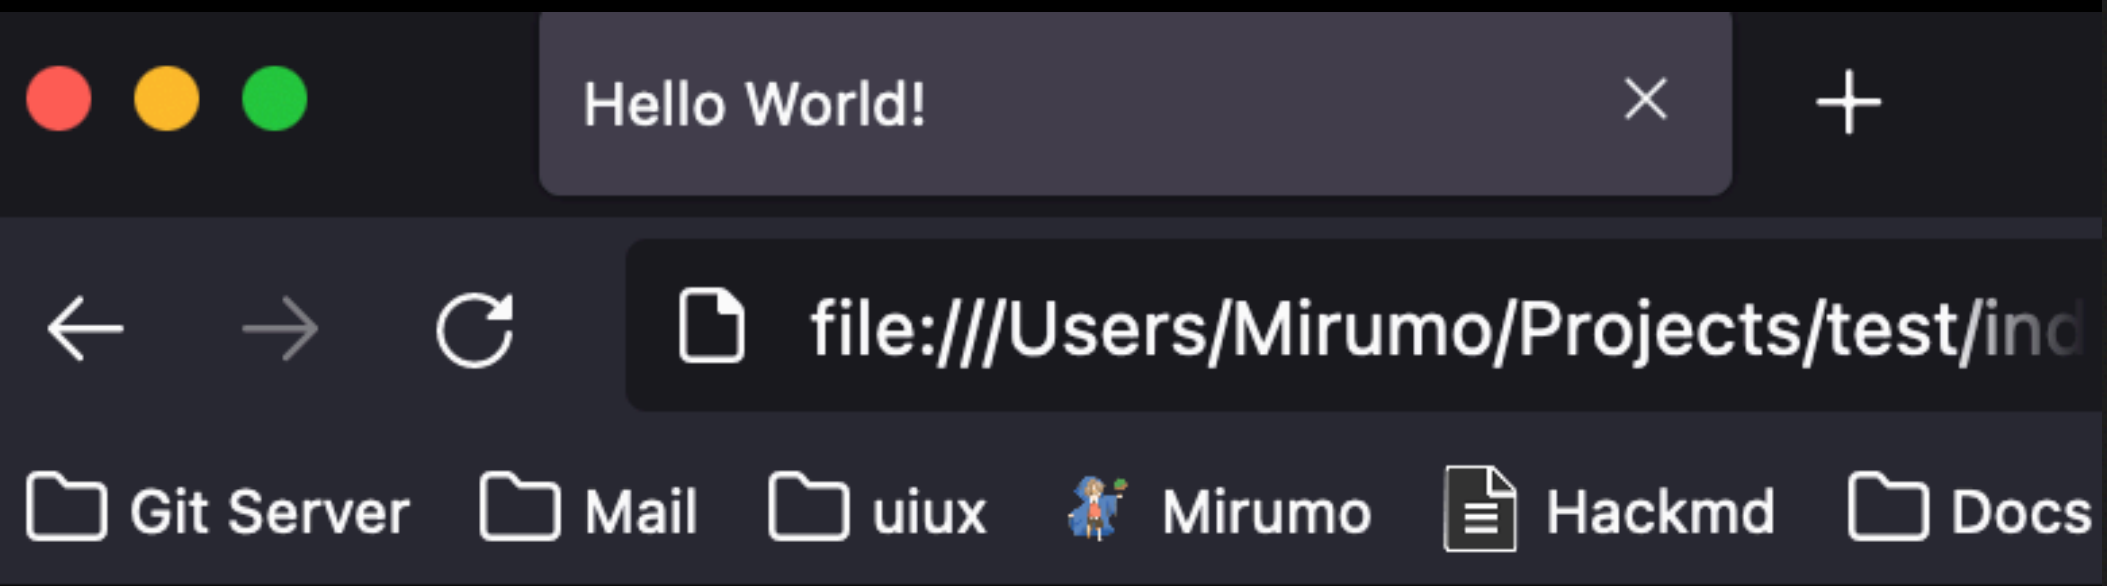 Hello World!
file:///Users/Mirumo/Projects/test/ind
Git Server Mail uiux Mirumo Hackmd Docs